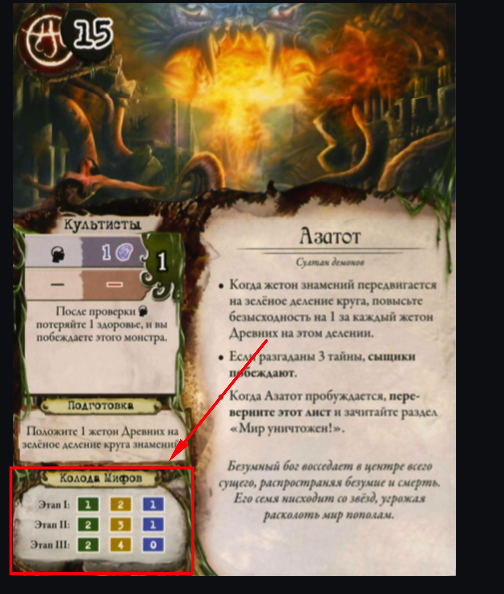 15
Культисты
1
1
—
—
После проверки
потеряйте 1 здоровье, и вы
побеждаете этого монстра.
Подготовка
Положите 1 жетон Древних на
зелёное деление круга знамений
Колода Мифов
Этап I: 1 2 1
Этап II: 2 3 1
Этап III: 2 4 0
Азатот
Султан демонов
• Когда жетон знамений передвигается
на зелёное деление круга, повысьте
безысходность на 1 за каждый жетон
Древних на этом делении.
• Если разгаданы 3 тайны, сыщики
побеждают.
• Когда Азатот пробуждается, пере-
верните этот лист и зачитайте раздел
«Мир уничтожен!».
Безумный бог восседает в центре всего
сущего, распространяя безумие и смерть.
Его семя нисходит со звёзд, угрожая
расколоть мир пополам.